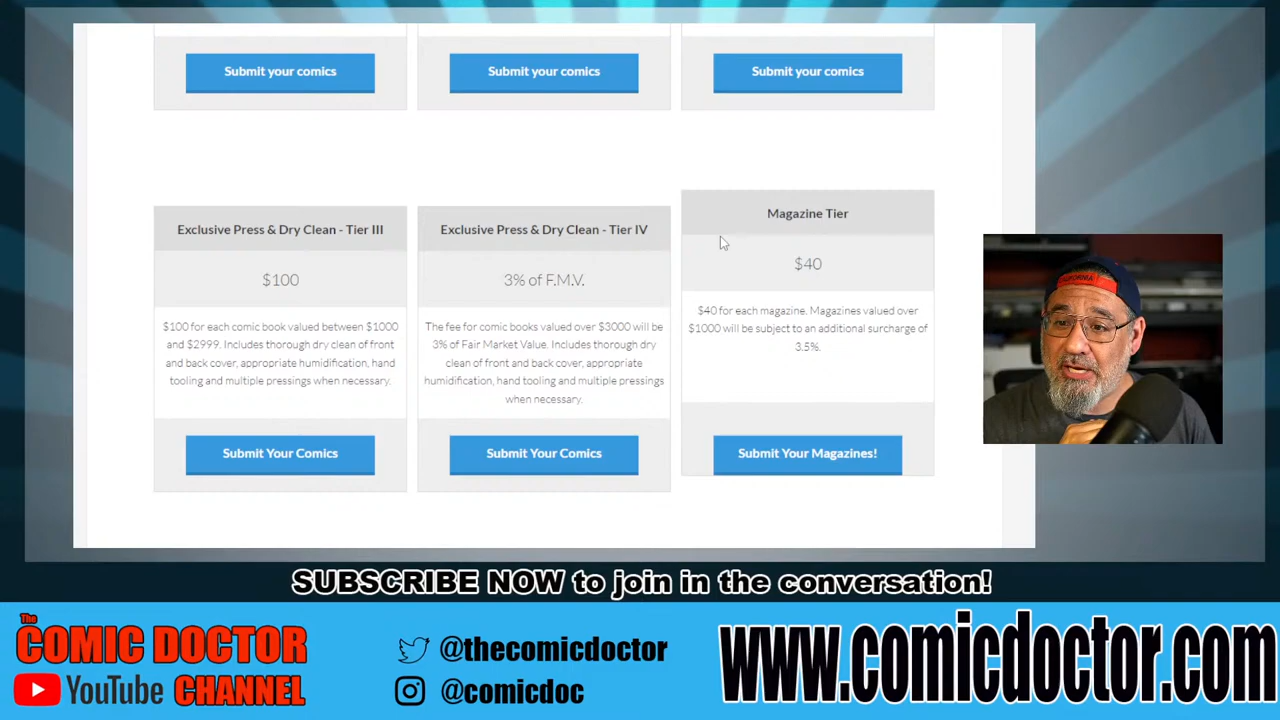 Submit your comics
Submit your comics
Submit your comics
Exclusive Press & Dry Clean - Tier III
$100
$100 for each comic book valued between $1000
and $2999. Includes thorough dry clean of front
and back cover, appropriate humidification, hand
tooling and multiple pressings when necessary.
Submit Your Comics
Exclusive Press & Dry Clean - Tier IV
3% of F.M.V.
The fee for comic books valued over $3000 will be
3% of Fair Market Value. Includes thorough dry
clean of front and back cover, appropriate
humidification, hand tooling and multiple pressings
when necessary.
Submit Your Comics
Magazine Tier
$40
$40 for each magazine. Magazines valued over
$1000 will be subject to an additional surcharge of
3.5%.
Submit Your Magazines!
CALIFORNIA
SUBSCRIBE NOW to join in the conversation!
The
COMIC DOCTOR
YouTube CHANNEL
@thecomicdoctor
@comicdoc
www.comicdoctor.com